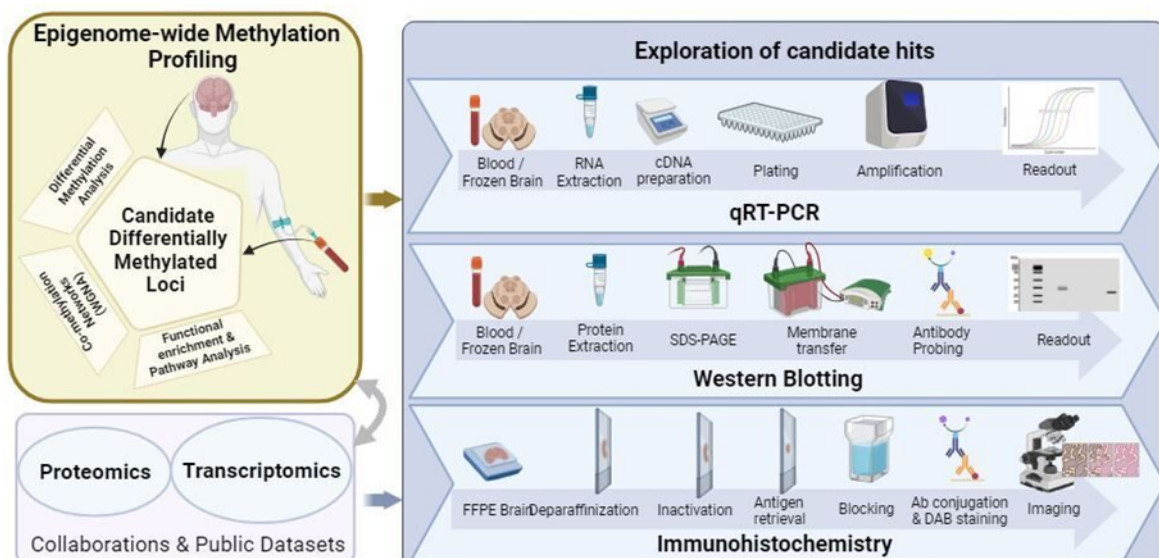 Epigenome-wide Methylation
Profiling
Differential
Methylation
Analysis
Candidate
Differentially
Methylated
Loci
Co-methylation
Networks
(WGNA)
Functional
enrichment &
Pathway Analysis
Proteomics
Transcriptomics
Collaborations & Public Datasets
Exploration of candidate hits
Blood /
Frozen Brain
RNA
Extraction
cDNA
preparation
Plating
Amplification
Readout
qRT-PCR
Blood /
Frozen Brain
Protein
Extraction
SDS-PAGE
Membrane
transfer
Antibody
Probing
Readout
Western Blotting
FFPE Brain
Deparaffinization
Inactivation
Antigen
retrieval
Blocking
Ab conjugation
& DAB staining
Imaging
Immunohistochemistry